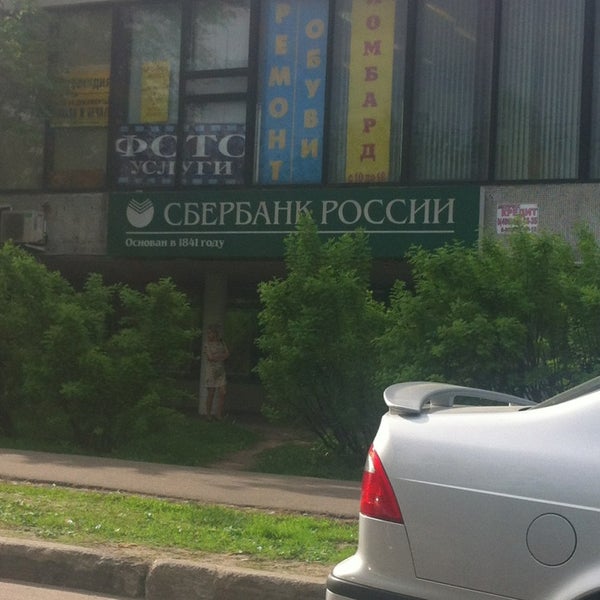 РЕМОНТ
ОБУВИ
ЛОМБАРД
ФОТО
УСЛУГИ
СБЕРБАНК РОССИИ
Основан в 1841 году
КРЕДИТ